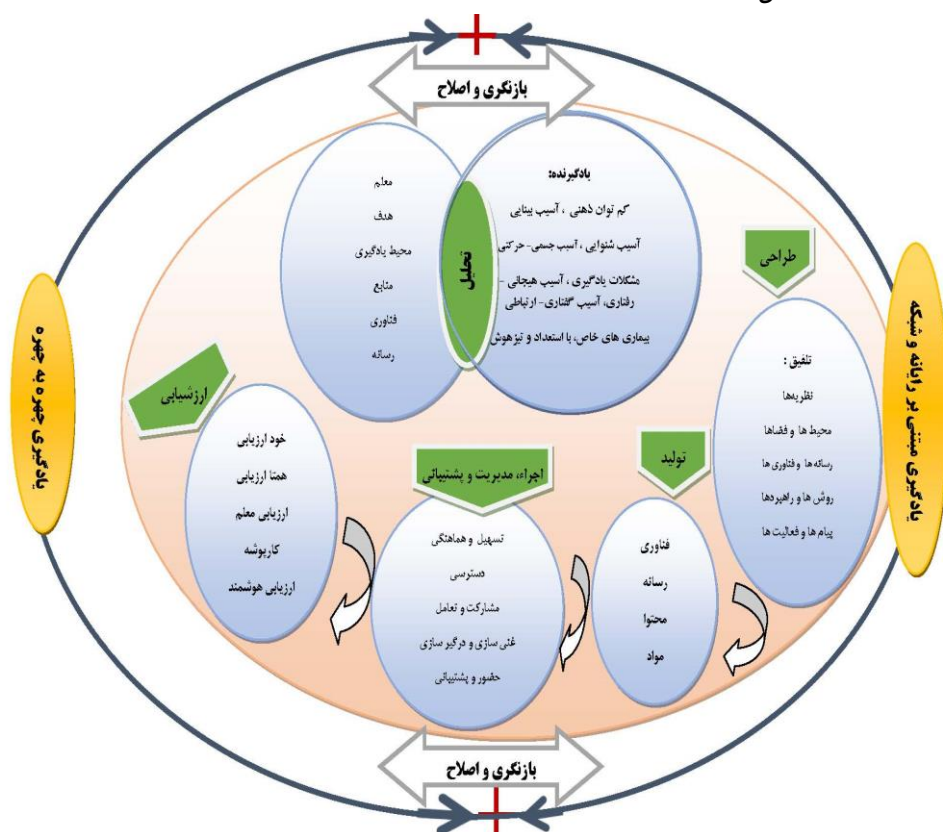 بازنگری و اصلاح
یادگیرنده:
کم توان ذهنی ، آسیب بینایی
آسیب شنوایی ، آسیب جسمی- حرکتی
مشکلات یادگیری ، آسیب هیجانی -
رفتاری، آسیب گفتاری- ارتباطی
بیماری های خاص، با استعداد و تیزهوش
تحلیل
معلم
هدف
محیط یادگیری
منابع
فناوری
رسانه
یادگیری مبتنی بر رایانه و شبکه
طراحی
تلفیق :
نظریه‌ها
محیط ها و فضاها
رسانه ها و فناوری ها
روش ها و راهبردها
پیام ها و فعالیت ها
تولید
فناوری
رسانه
محتوا
مواد
اجراء، مدیریت و پشتیبانی
تسهیل و هماهنگی
دسترسی
مشارکت و تعامل
غنی سازی و درگیر سازی
حضور و پشتیبانی
ارزشیابی
خود ارزیابی
همتا ارزیابی
ارزیابی معلم
کارپوشه
ارزیابی هوشمند
یادگیری چهره به چهره
بازنگری و اصلاح